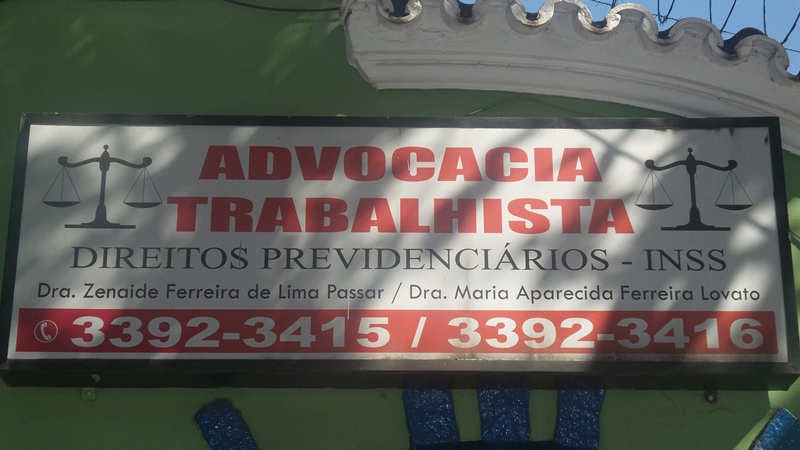 ADVOCACIA
TRABALHISTA
DIREITOS PREVIDENCIÁRIOS - INSS
Dra. Zenaide Ferreira de Lima Passar / Dra. Maria Aparecida Ferreira Lovato
3392-3415 / 3392-3416